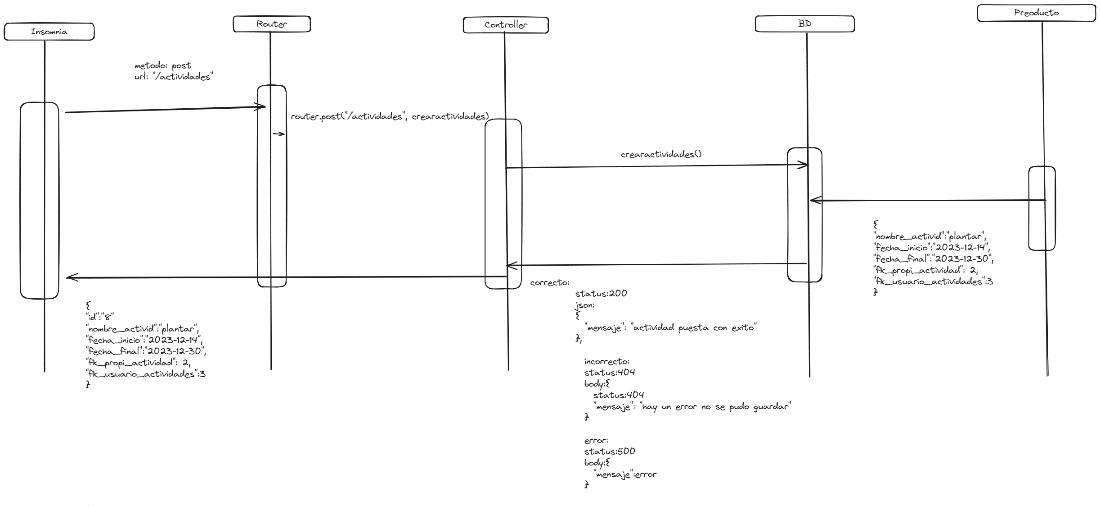 Insomnia
Router
Controller
BD
Preoducto
metodo: post
url: "/actividades"
router.post("/actividades", crearactividades)
crearactividades()
{
"nombre_activid":"plantar",
"fecha_inicio":"2023-12-14",
"fecha_final":"2023-12-30",
"fk_propi_actividad": 2,
"fk_usuario_actividades":3
}
{
"id":"8"
"nombre_activid":"plantar",
"fecha_inicio":"2023-12-14",
"fecha_final":"2023-12-30",
"fk_propi_actividad": 2,
"fk_usuario_actividades":3
}
correcto:
status:200
json:
{
"mensaje": "actividad puesta con exito"
},
incorrecto:
status:404
body:{
status:404
"mensaje": "hay un error no se pudo guardar"
}
error:
status:500
body:{
"mensaje":error
}